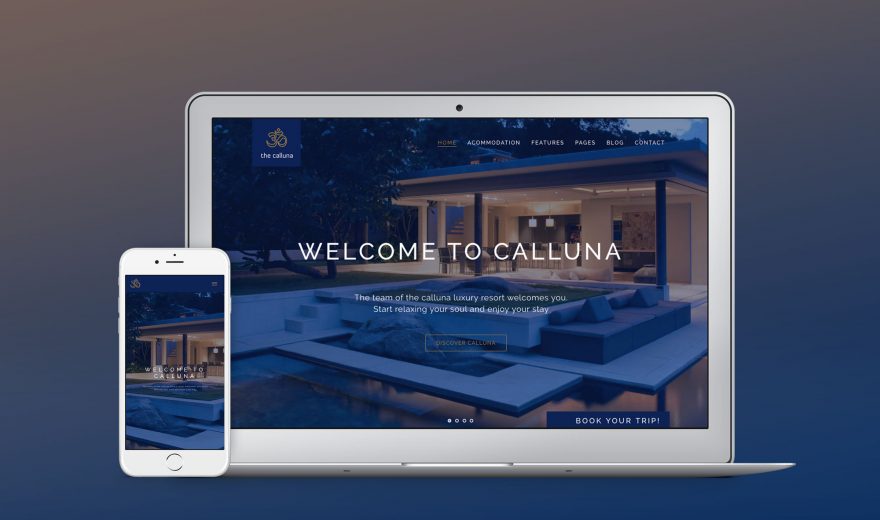 the calluna
HOME ACOMMODATION FEATURES PAGES BLOG CONTACT
WELCOME TO CALLUNA
The team of the calluna luxury resort welcomes you.
Start relaxing your soul and enjoy your stay
DISCOVER CALLUNA
BOOK YOUR TRIP!
WELCOME TO
CALLUNA